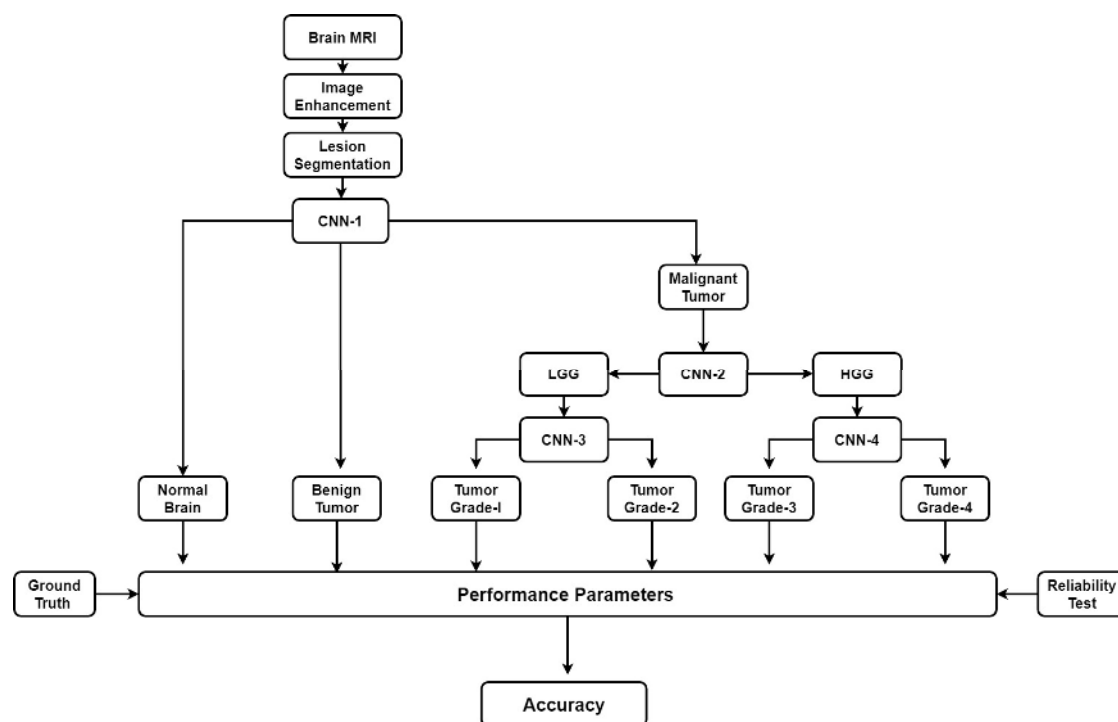 Brain MRI
Image
Enhancement
Lesion
Segmentation
CNN-1
Malignant
Tumor
LGG
CNN-2
HGG
CNN-3
CNN-4
Normal
Brain
Benign
Tumor
Tumor
Grade-I
Tumor
Grade-2
Tumor
Grade-3
Tumor
Grade-4
Ground
Truth
Performance Parameters
Reliability
Test
Accuracy